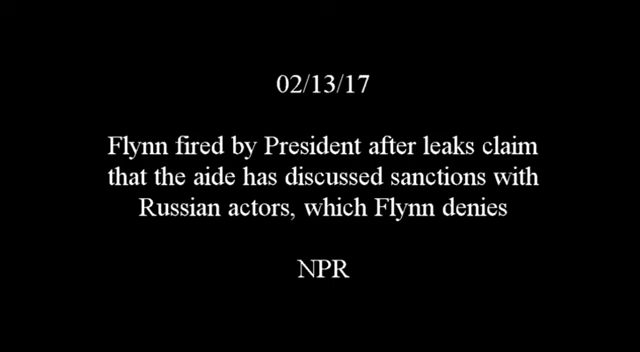 02/13/17
Flynn fired by President after leaks claim
that the aide has discussed sanctions with
Russian actors, which Flynn denies
NPR